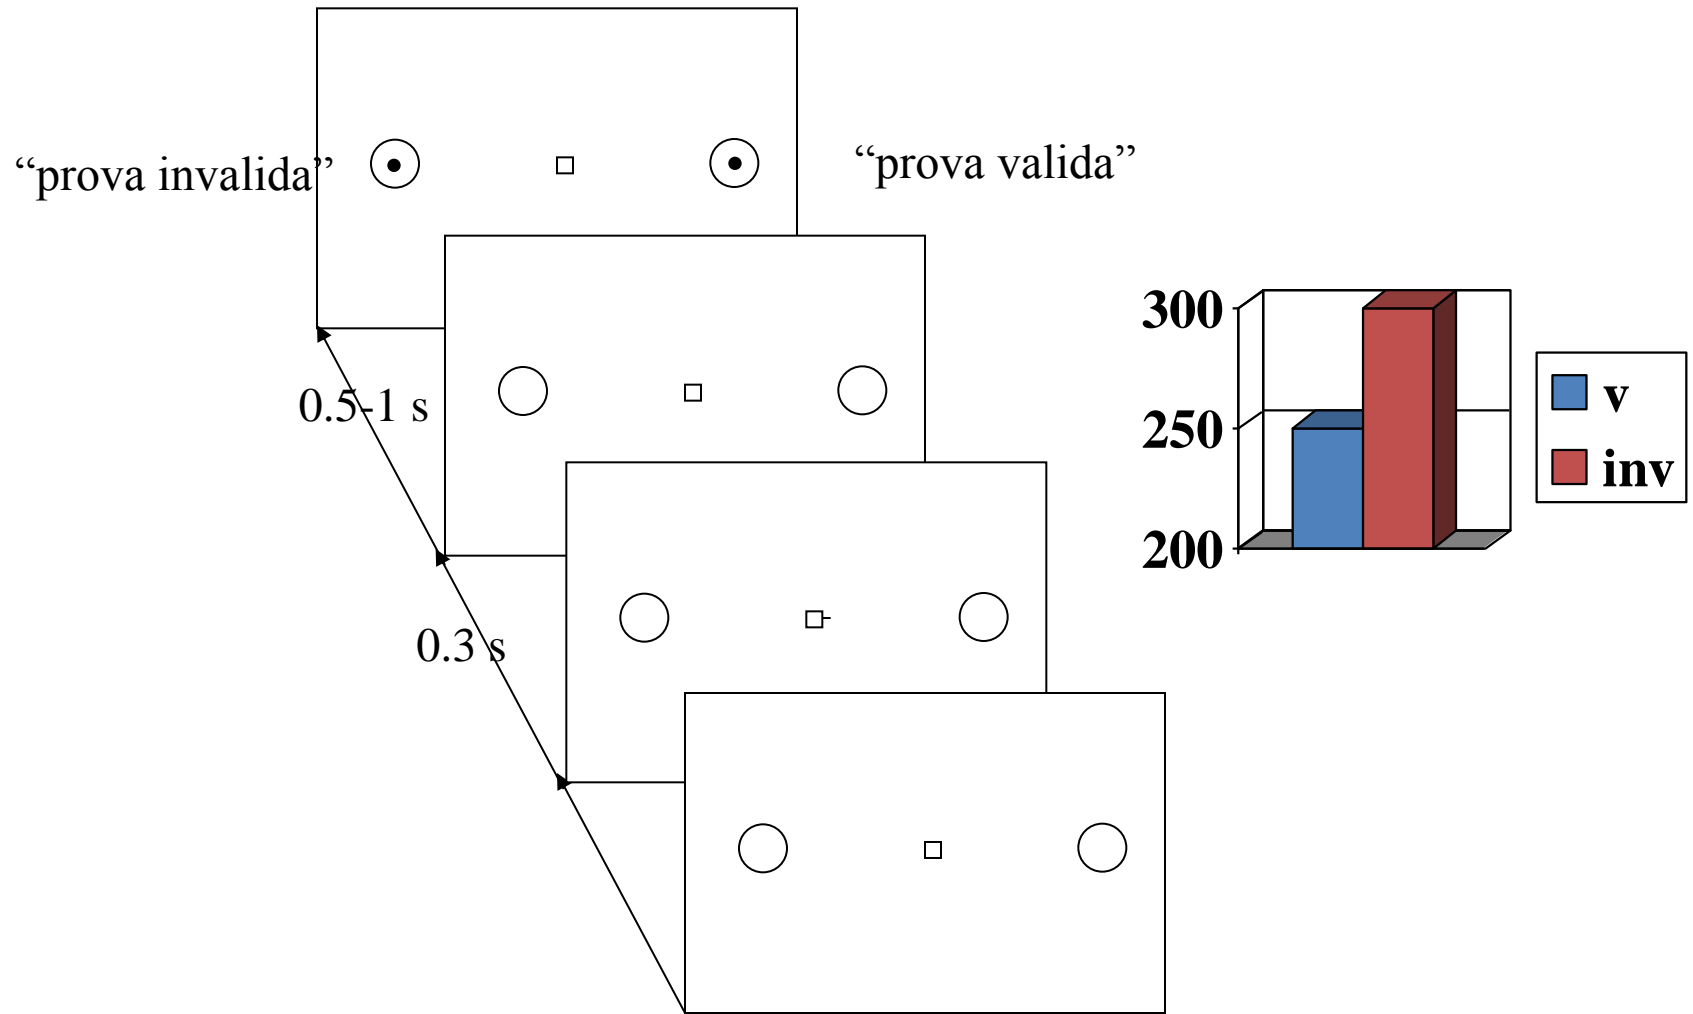 “prova invalida”
“prova valida”
0.5-1 s
0.3 s
300
250
200
v
inv